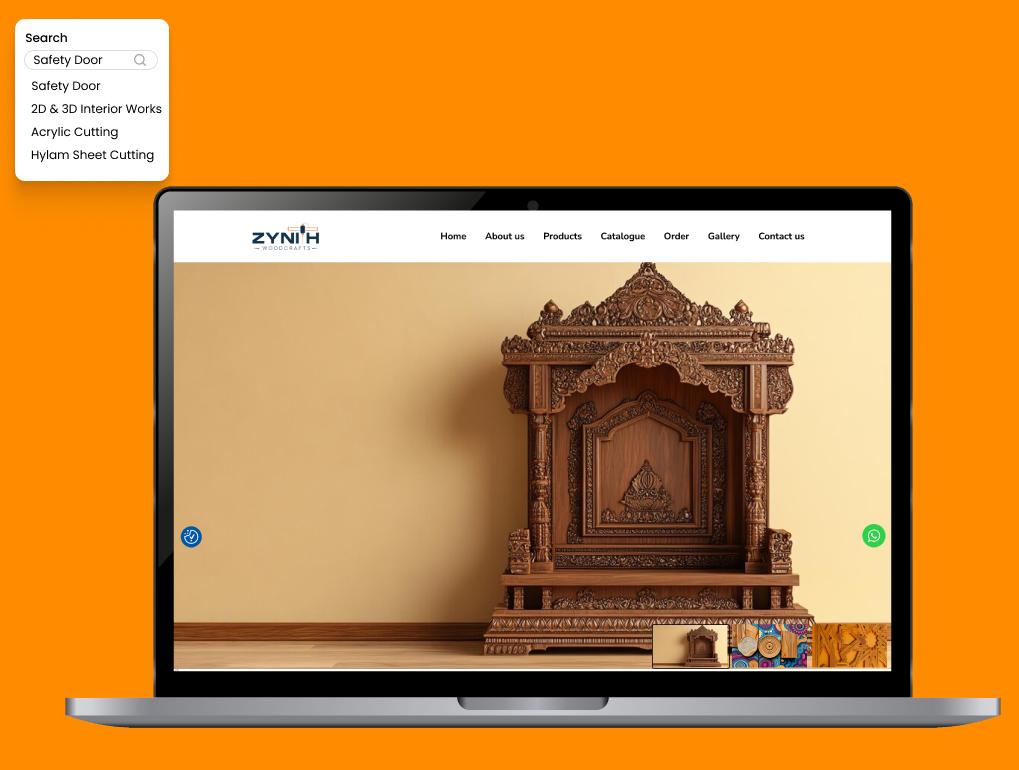 Search
Safety Door
Safety Door
2D & 3D Interior Works
Acrylic Cutting
Hylam Sheet Cutting
ZYNITH
WOODCRAFTS
Home About us Products Catalogue Order Gallery Contact us